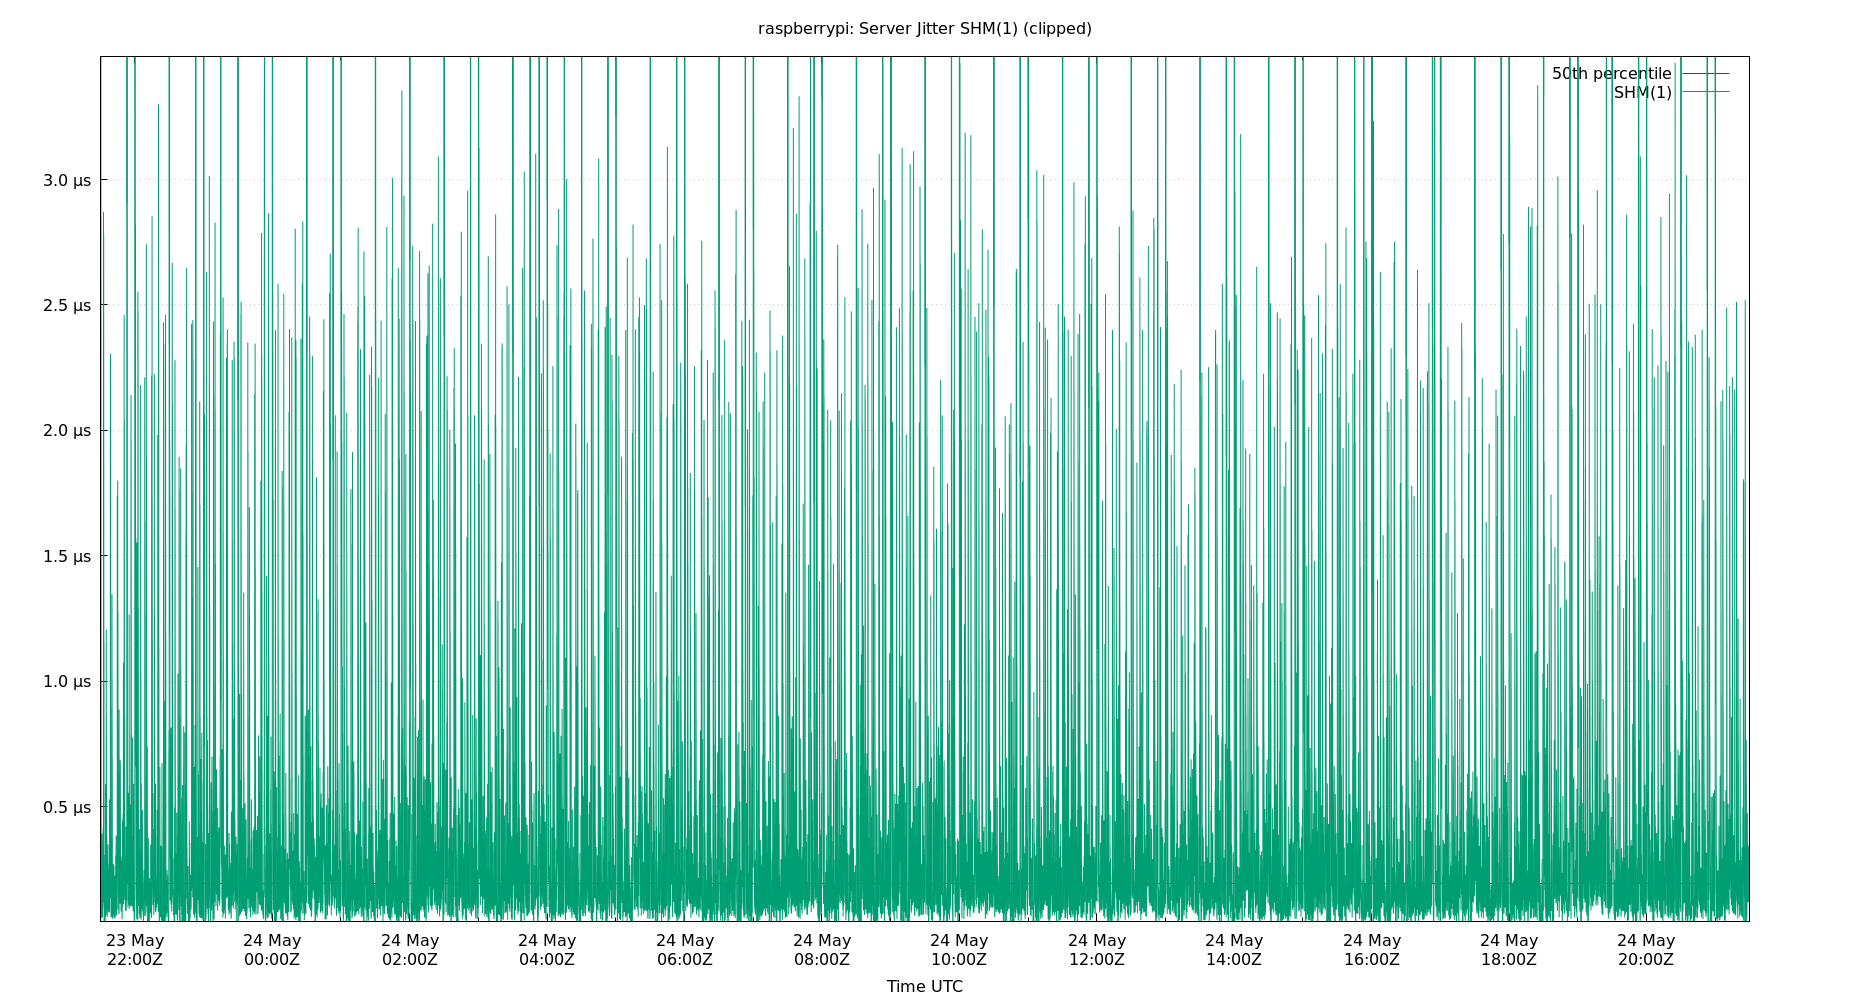 raspberrypi: Server Jitter SHM(1) (clipped)
50th percentile
SHM(1)
3.0 µs
2.5 µs
2.0 µs
1.5 µs
1.0 µs
0.5 µs
23 May 24 May 24 May 24 May 24 May 24 May 24 May 24 May 24 May 24 May 24 May 24 May
22:00Z 00:00Z 02:00Z 04:00Z 06:00Z 08:00Z 10:00Z 12:00Z 14:00Z 16:00Z 18:00Z 20:00Z
Time UTC